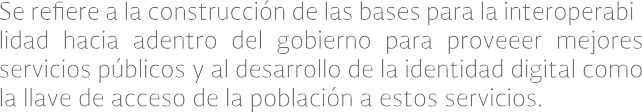 Se refiere a la construcción de las bases para la interoperabi
lidad hacia adentro del gobierno para proveeer mejores
servicios públicos y al desarrollo de la identidad digital como
la llave de acceso de la población a estos servicios.